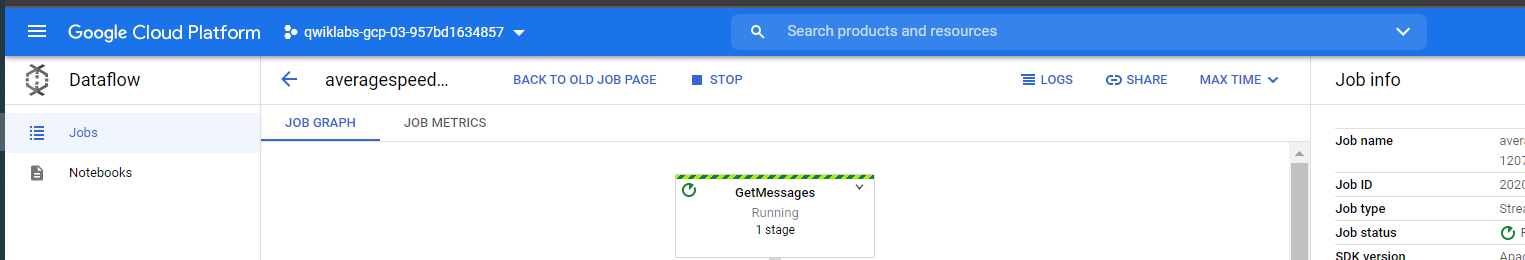 Google Cloud Platform
qwiklabs-gcp-03-957bd1634857
Search products and resources
Dataflow
averagespeed...
BACK TO OLD JOB PAGE
STOP
LOGS
SHARE
MAX TIME
Job info
Jobs
Notebooks
JOB GRAPH
JOB METRICS
GetMessages
Running
1 stage
Job name
avera
1207
Job ID
2020
Job type
Strea
Job status
SDK version
Apac